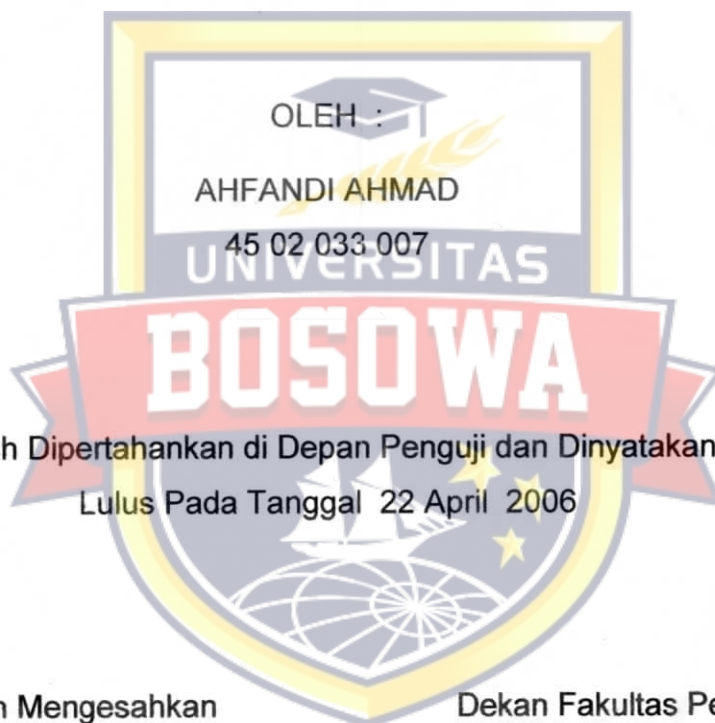 OLEH :
AHFANDI AHMAD
45 02 033 007
UNIVERSITAS
BOSOWA
h Dipertahankan di Depan Penguji dan Dinyatakan
Lulus Pada Tanggal 22 April 2006
Mengesahkan Dekan Fakultas Pe